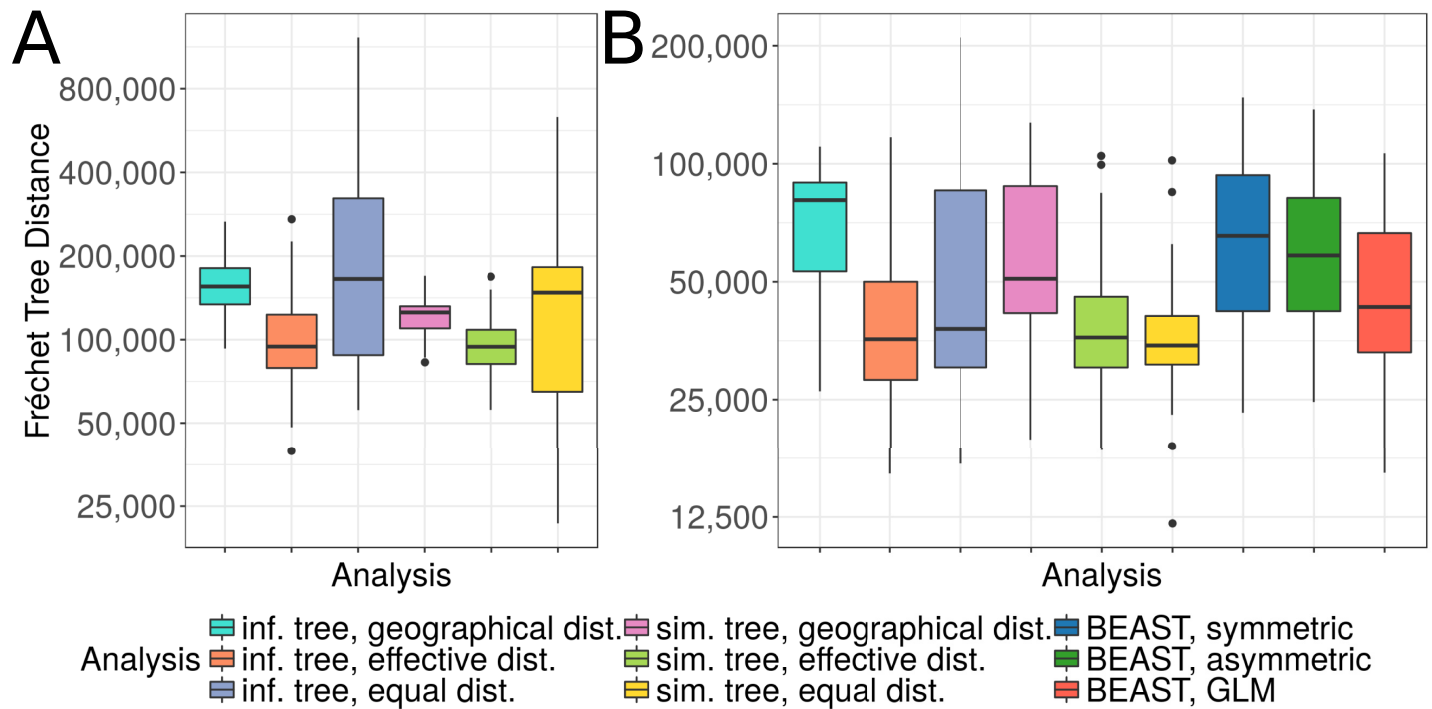 A
B
Fréchet Tree Distance
800,000
400,000
200,000
100,000
50,000
25,000
Analysis
200,000
100,000
50,000
25,000
12,500
Analysis
Analysis
inf. tree, geographical dist.
inf. tree, effective dist.
inf. tree, equal dist.
sim. tree, geographical dist.
sim. tree, effective dist.
sim. tree, equal dist.
BEAST, symmetric
BEAST, asymmetric
BEAST, GLM